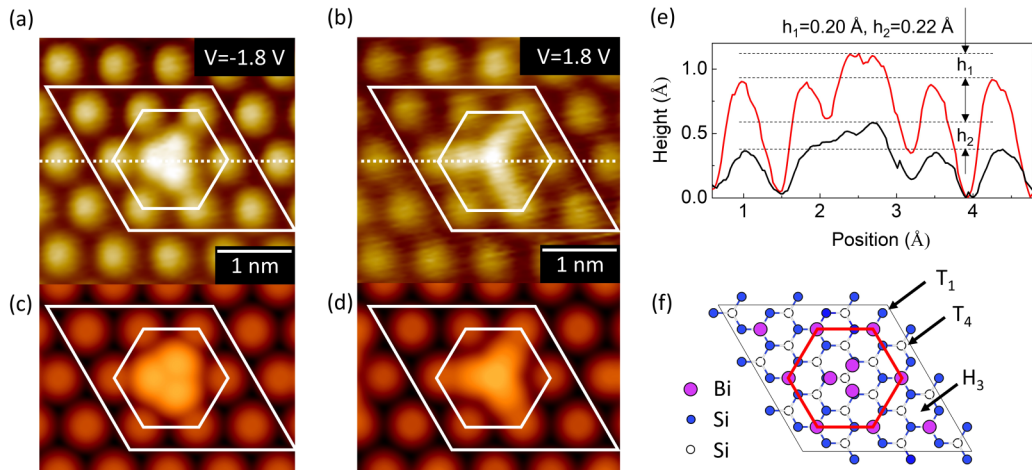 (a)
V=-1.8 V
1 nm
(b)
V=1.8 V
1 nm
(c)
(d)
(e)
h₁=0.20 Å, h₂=0.22 Å
h₁
h₂
Height (Å)
1.0
0.5
0.0
1 2 3 4
Position (Å)
(f)
T₁
T₄
H₃
Bi
Si
Si